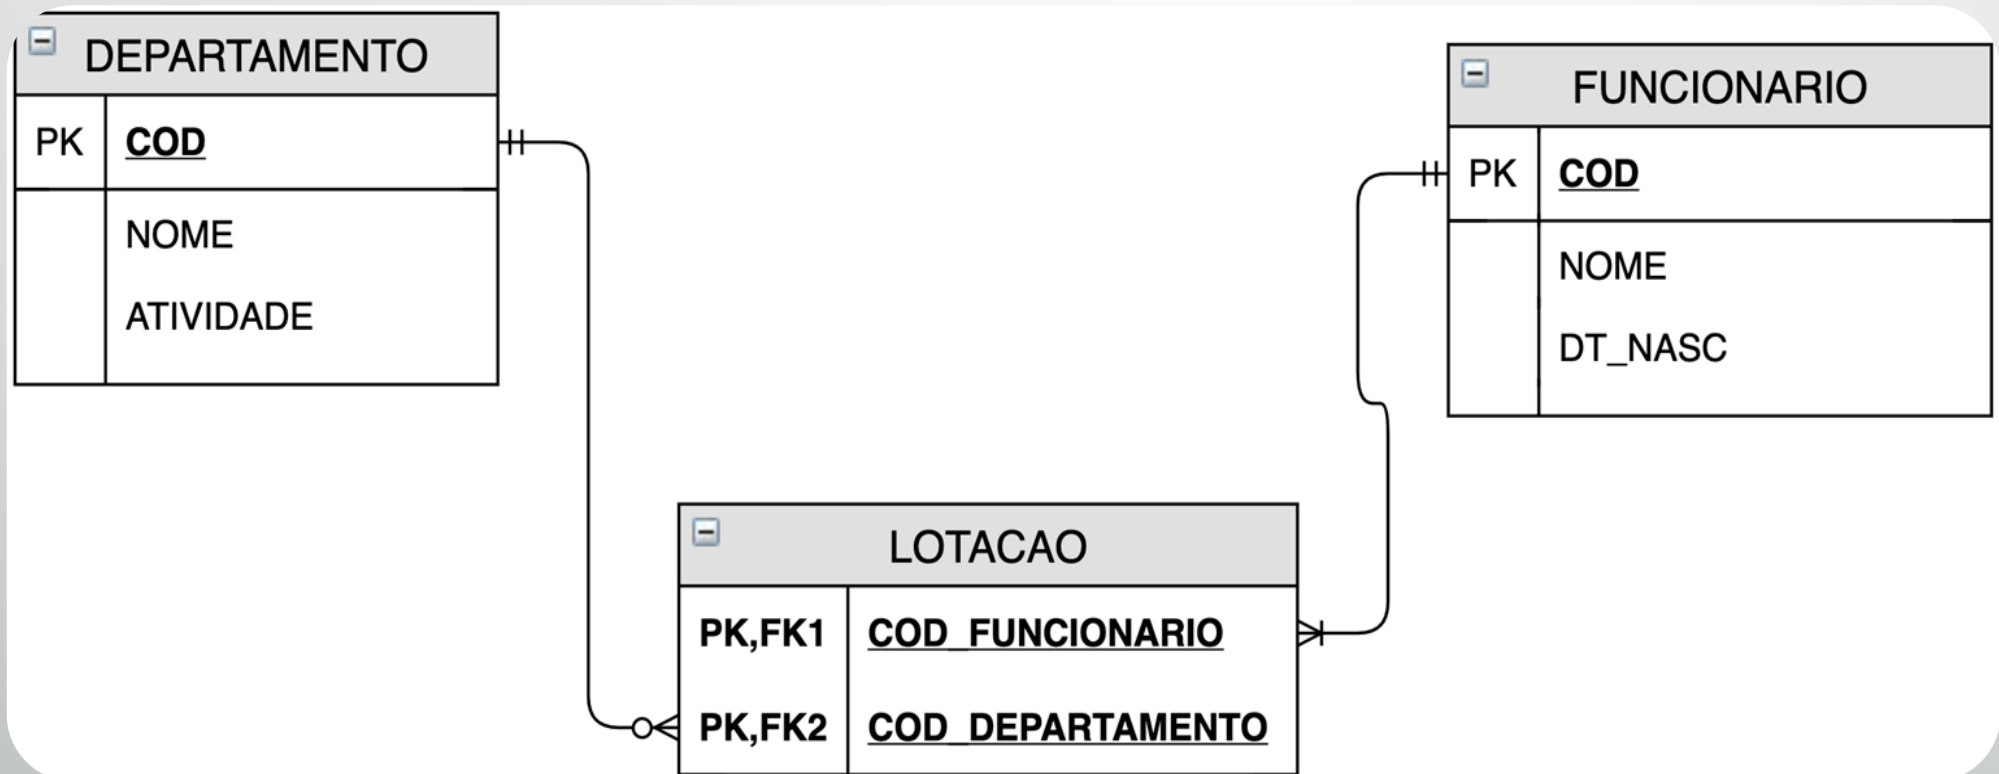 DEPARTAMENTO
PK COD
NOME
ATIVIDADE
FUNCIONARIO
PK COD
NOME
DT_NASC
LOTACAO
PK,FK1 COD_FUNCIONARIO
PK,FK2 COD_DEPARTAMENTO